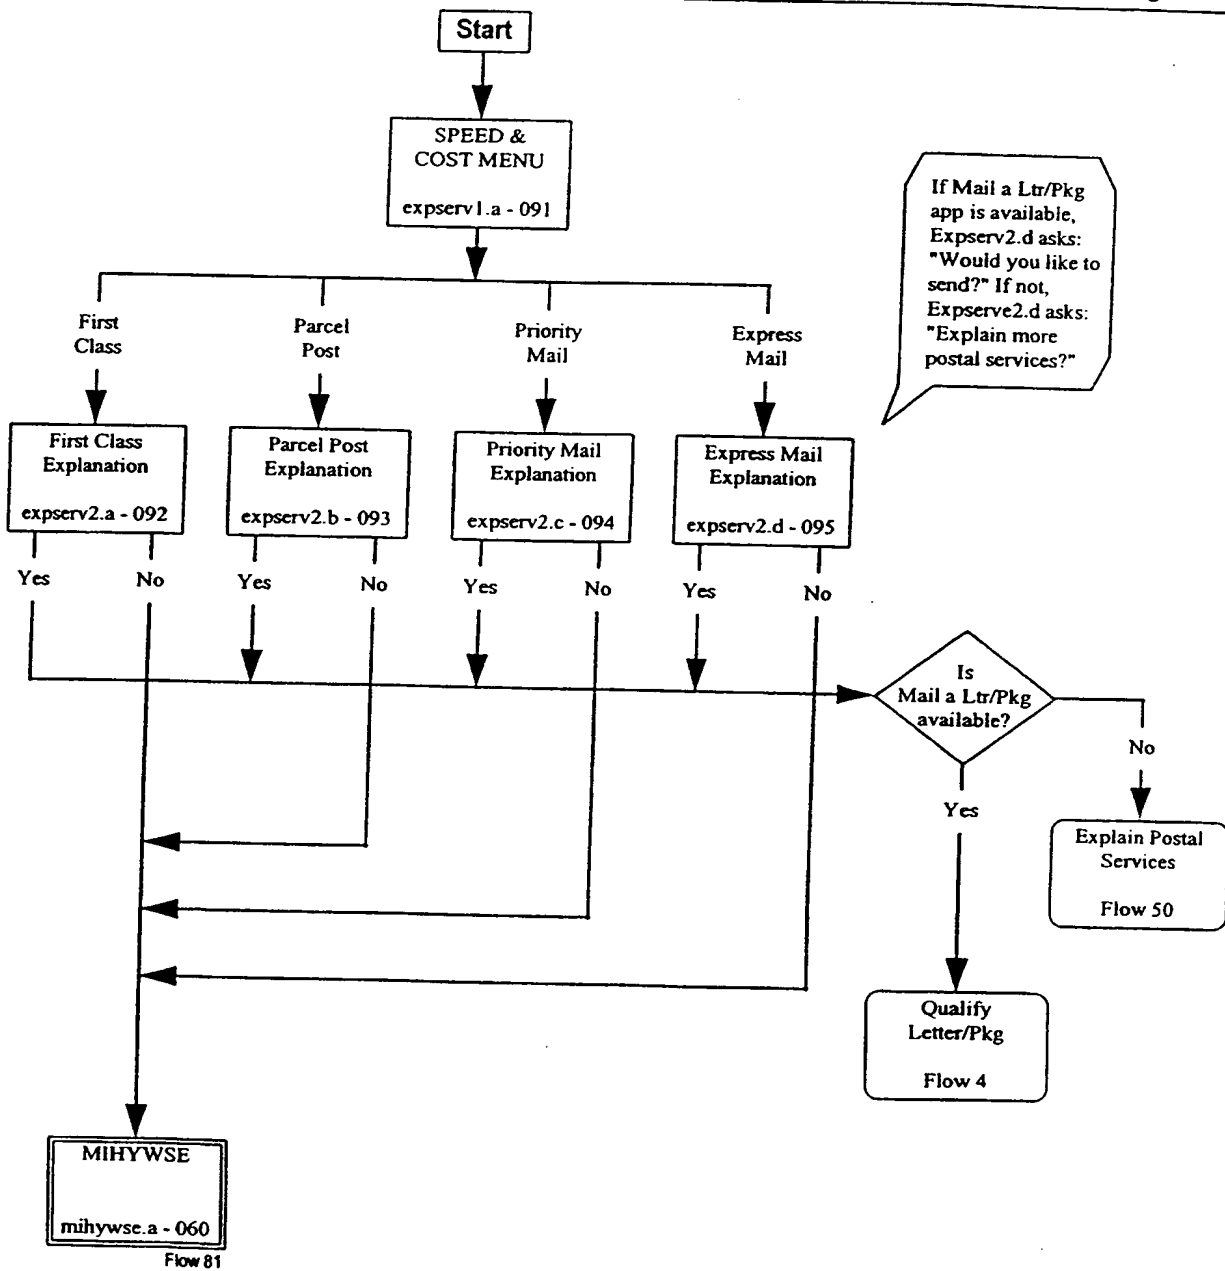 Start
SPEED &
COST MENU
expserv1.a - 091
If Mail a Ltr/Pkg
app is available,
Expserv2.d asks:
"Would you like to
send?" If not,
Expserve2.d asks:
"Explain more
postal services?"
First
Class
Parcel
Post
Priority
Mail
Express
Mail
First Class
Explanation
expserv2.a - 092
Parcel Post
Explanation
expserv2.b - 093
Priority Mail
Explanation
expserv2.c - 094
Express Mail
Explanation
expserv2.d - 095
Yes
No
Yes
No
Yes
No
Yes
No
Is
Mail a Ltr/Pkg
available?
No
Yes
Explain Postal
Services
Flow 50
Qualify
Letter/Pkg
Flow 4
MIHYWSE
mihywse.a - 060
Flow 81